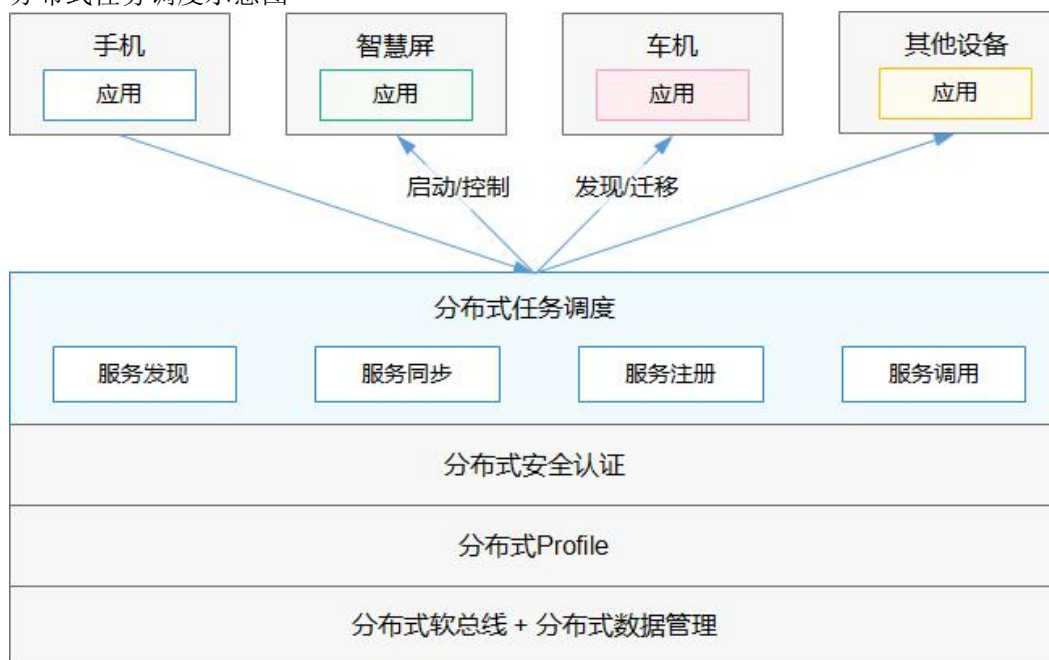 分布式任务调度示意图
手机 智慧屏 车机 其他设备
应用 应用 应用 应用
启动/控制 发现/迁移
分布式任务调度
服务发现 服务同步 服务注册 服务调用
分布式安全认证
分布式Profile
分布式软总线 + 分布式数据管理